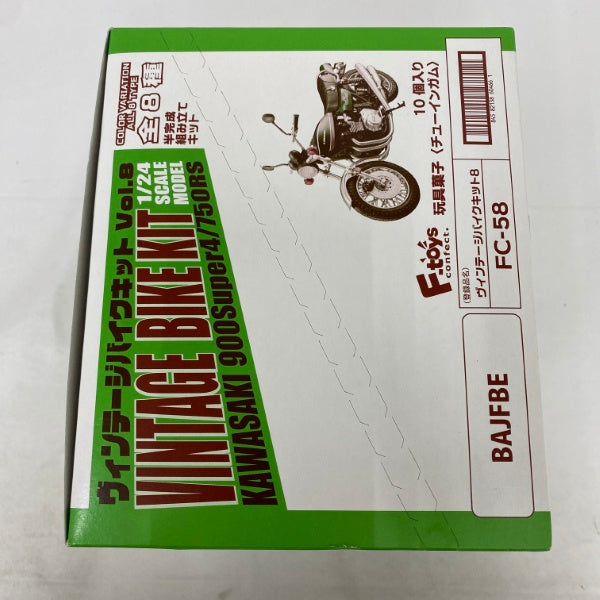 ヴィンテージバイクキット Vol.8
VINTAGE BIKE KIT
1/24
SCALE
MODEL
KAWASAKI 900Super4/750RS
COLOR VARIATION
ALL 8 TYPE
全8種
半完成
組み立て
キット
10個入り
玩具菓子〈チューインガム〉
F.toys
confect.
(登録品名)
ヴィンテージバイクキット8
FC-58
BAJFBE